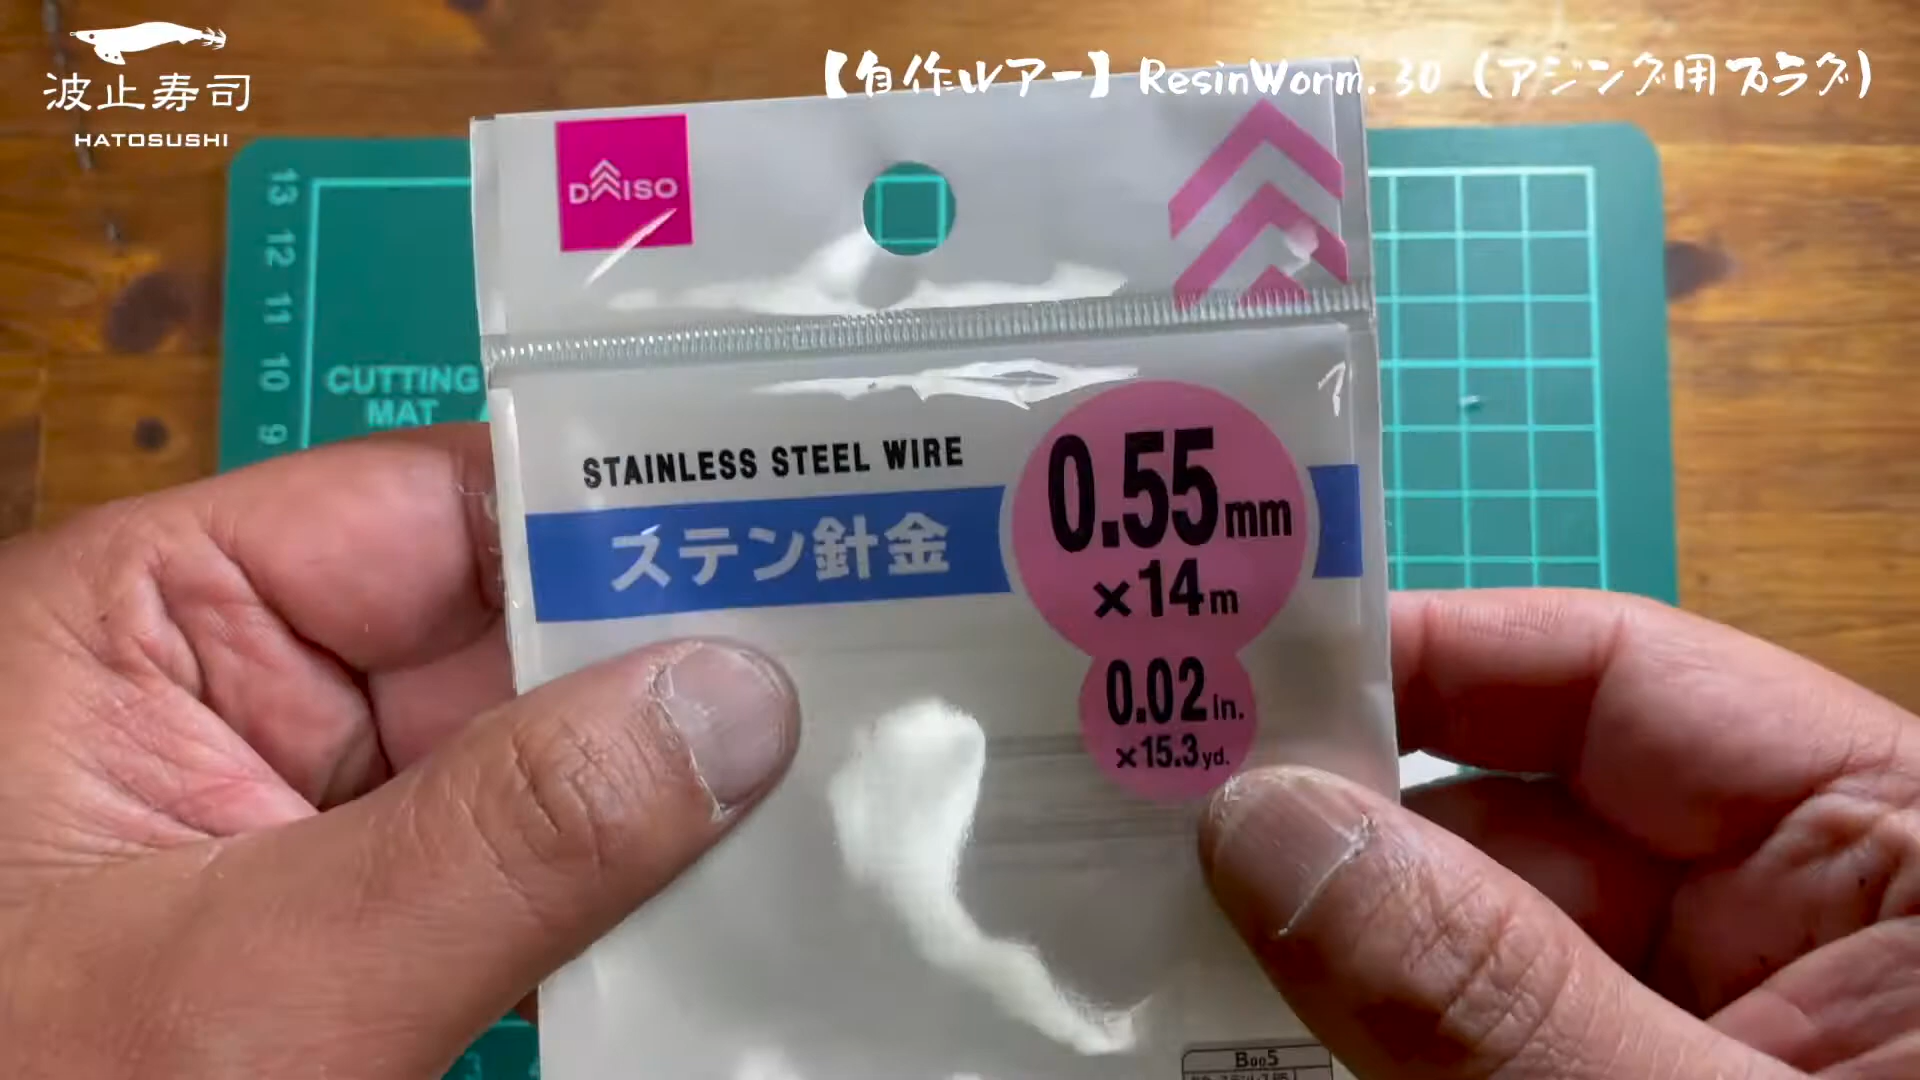 波止寿司
HATOSUSHI
【自作ルアー】ResinWorm.30（アジング用プラグ）
DAISO
13
12
11
10
9
CUTTING
MAT
STAINLESS STEEL WIRE
ステン針金
0.55mm
×14m
0.02in.
×15.3yd.
B005